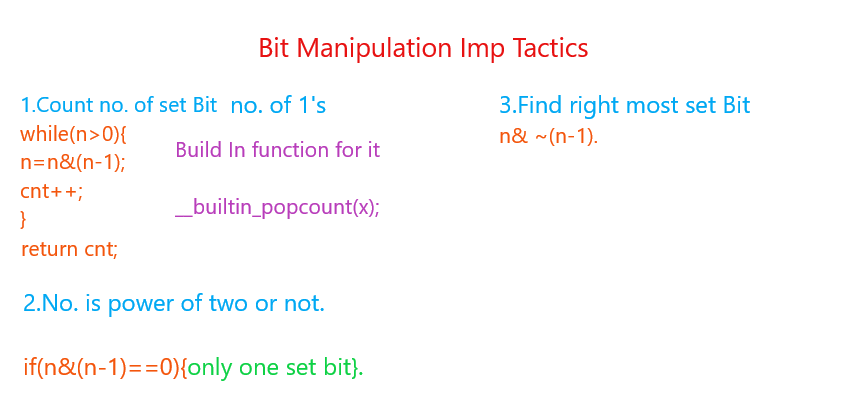 Bit Manipulation Imp Tactics
1.Count no. of set Bit no. of 1's
while(n>0){
n=n&(n-1);
cnt++;
}
return cnt;
Build In function for it
__builtin_popcount(x);
3.Find right most set Bit
n& ~(n-1).
2.No. is power of two or not.
if(n&(n-1)==0){only one set bit}.